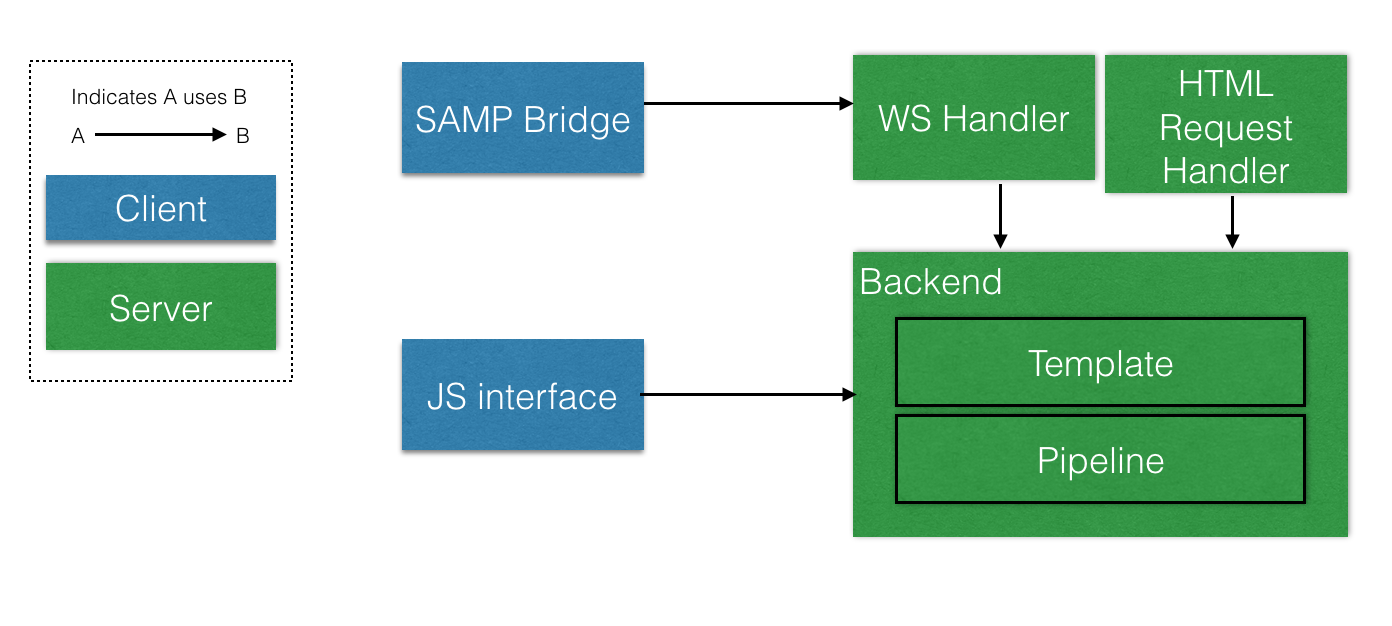 Indicates A uses B
A B
Client
Server
SAMP Bridge
JS interface
WS Handler
HTML
Request
Handler
Backend
Template
Pipeline